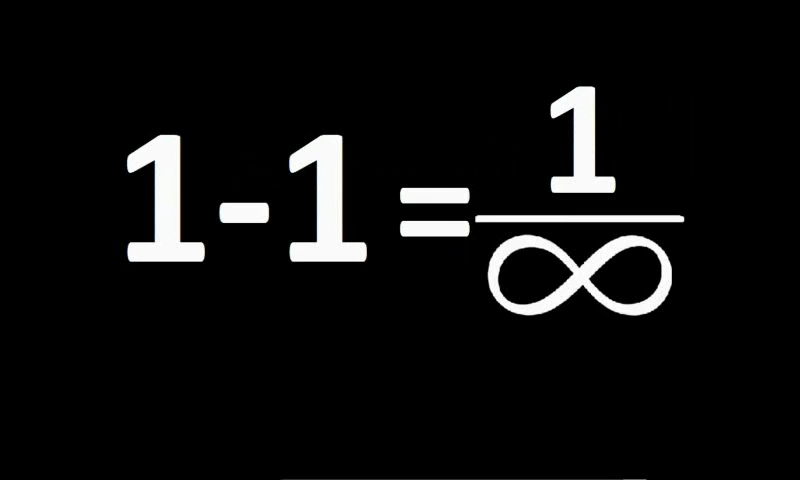 1-1 = 1/∞